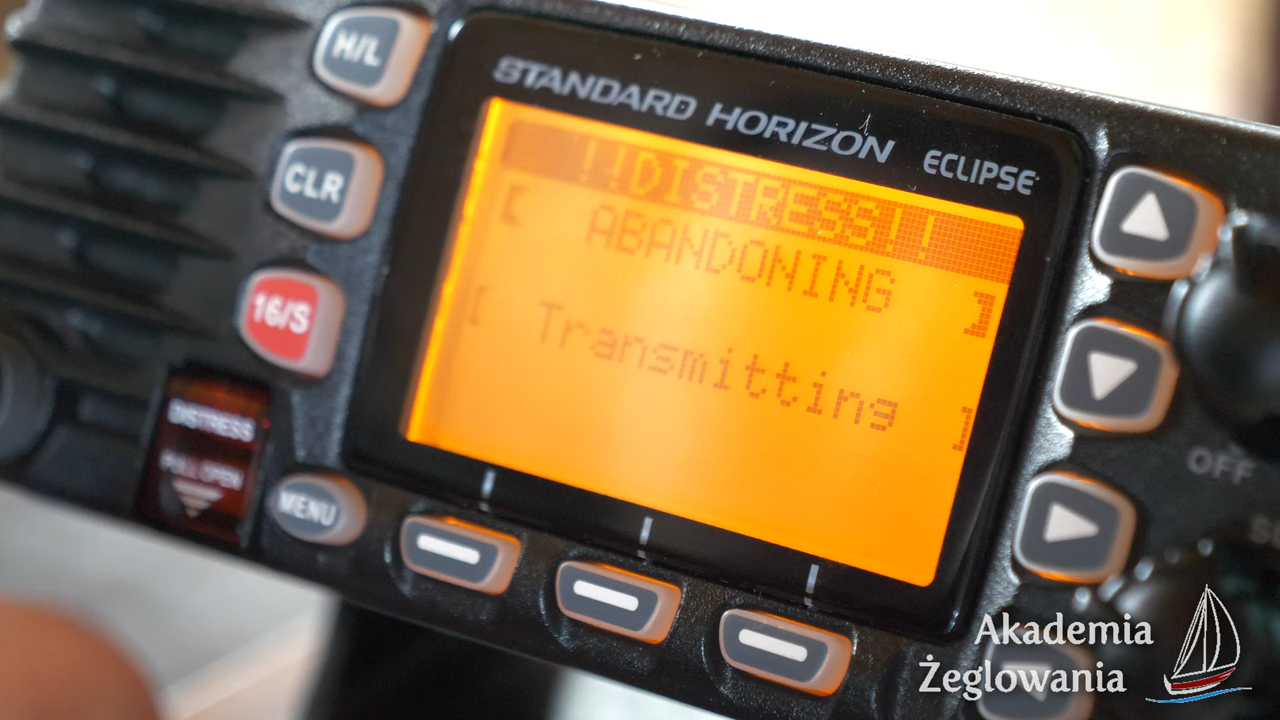 H/L
STANDARD HORIZON ECLIPSE
CLR
!!DISTRESS!!
[ ABANDONING ]
16/S
[ Transmitting ]
DISTRESS
PULL OPEN
MENU
OFF
Akademia
Żeglowania